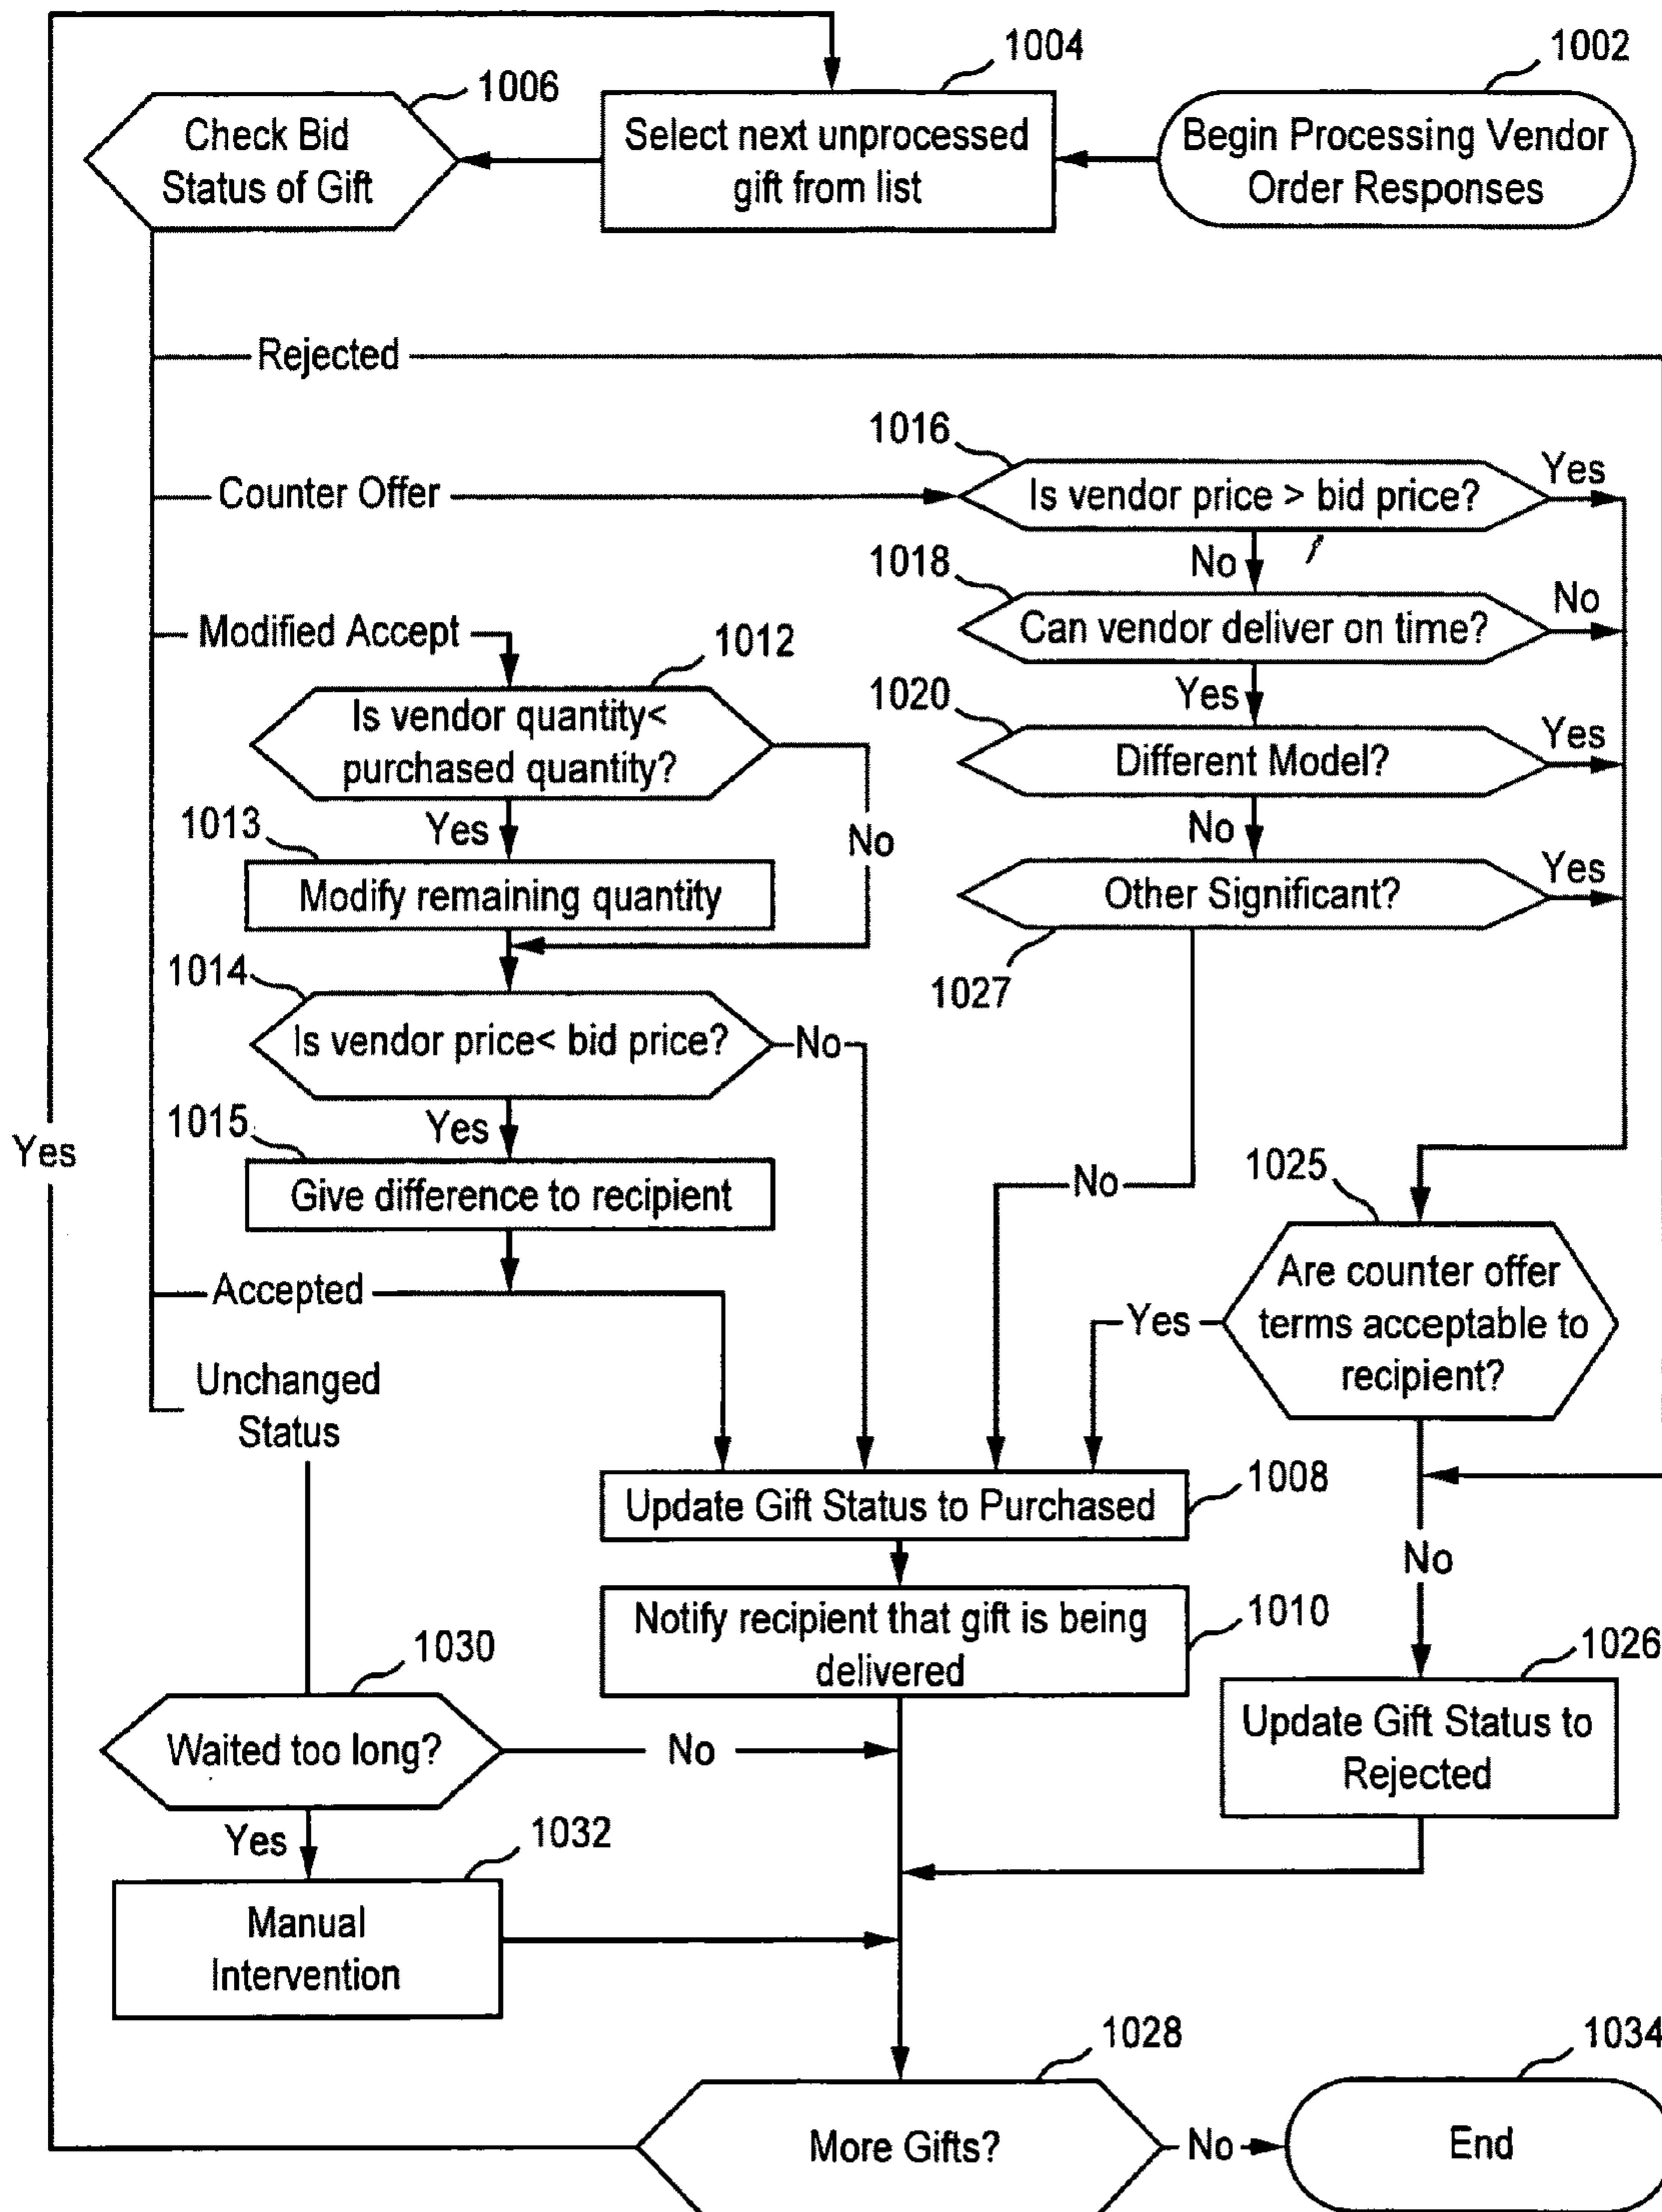 1004
1002
1006
Check Bid
Status of Gift
Select next unprocessed
gift from list
Begin Processing Vendor
Order Responses
Rejected
1016
Counter Offer
Is vendor price > bid price?
Yes
No
1018
Can vendor deliver on time?
No
Modified Accept
1012
Yes
1020
Is vendor quantity<
purchased quantity?
Different Model?
Yes
1013
Yes
No
No
Modify remaining quantity
Other Significant?
Yes
1014
1027
Is vendor price< bid price?
No
1015
Yes
Yes
Give difference to recipient
No
1025
Accepted
Are counter offer
terms acceptable to
recipient?
Yes
Unchanged
Status
Update Gift Status to Purchased
1008
No
Notify recipient that gift is being
delivered
1010
1030
1026
Waited too long?
No
Update Gift Status to
Rejected
Yes
1032
Manual
Intervention
1028
1034
More Gifts?
No
End